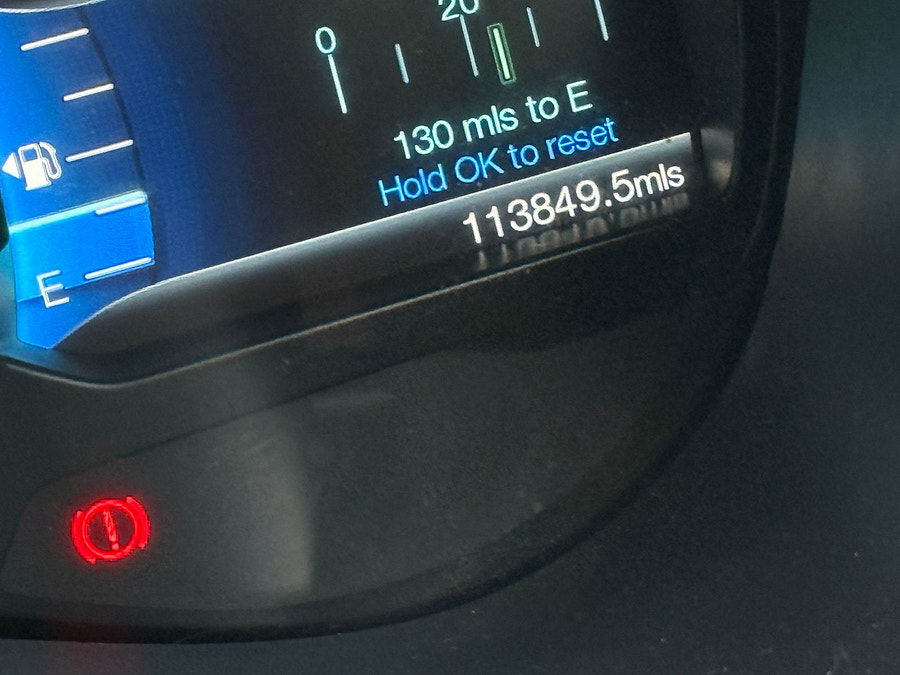 0 20
130 mls to E
Hold OK to reset
113849.5mls
E